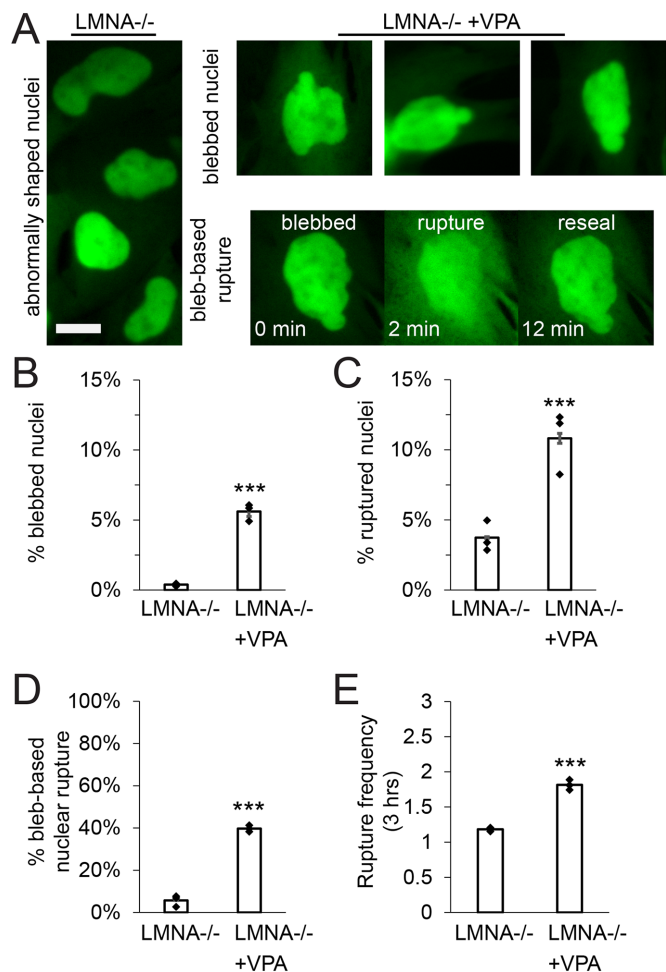 A
LMNA-/-
LMNA-/- +VPA
abnormally shaped nuclei
blebbed nuclei
bleb-based
rupture
blebbed
rupture
reseal
0 min
2 min
12 min
B
% blebbed nuclei
15%
10%
5%
0%
***
LMNA-/-
LMNA-/-
+VPA
C
% ruptured nuclei
15%
10%
5%
0%
***
LMNA-/-
LMNA-/-
+VPA
D
% bleb-based
nuclear rupture
100%
80%
60%
40%
20%
0%
***
LMNA-/-
LMNA-/-
+VPA
E
Rupture frequency
(3 hrs)
3
2.5
2
1.5
1
0.5
0
***
LMNA-/-
LMNA-/-
+VPA